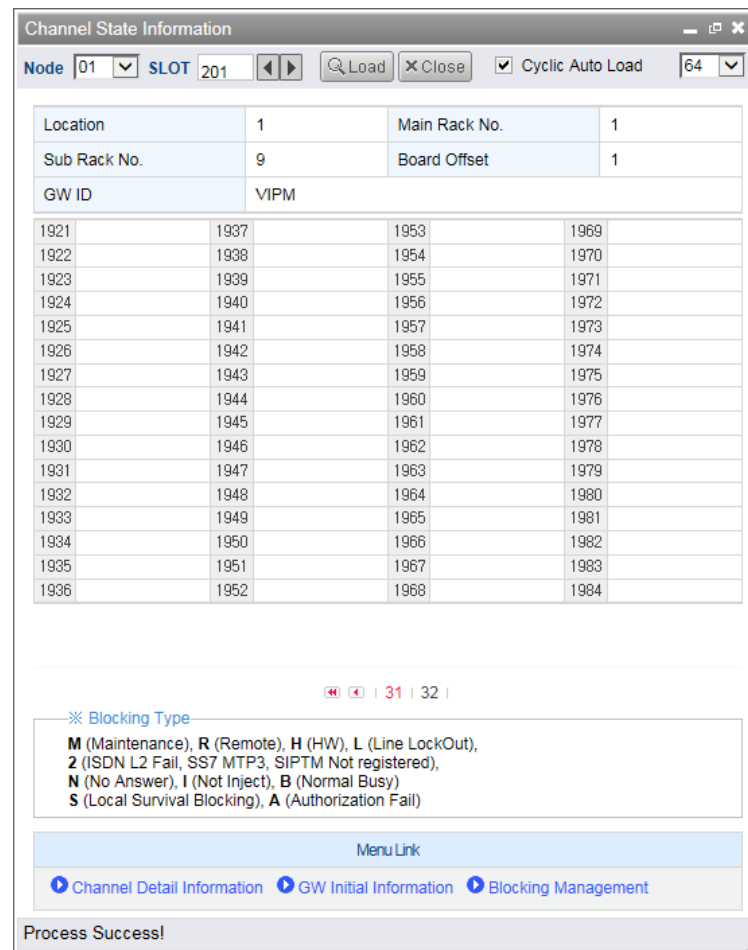 Channel State Information
Node 01 SLOT 201 Load Close Cyclic Auto Load 64
Location 1 Main Rack No. 1
Sub Rack No. 9 Board Offset 1
GW ID VIPM
1921 1937 1953 1969
1922 1938 1954 1970
1923 1939 1955 1971
1924 1940 1956 1972
1925 1941 1957 1973
1926 1942 1958 1974
1927 1943 1959 1975
1928 1944 1960 1976
1929 1945 1961 1977
1930 1946 1962 1978
1931 1947 1963 1979
1932 1948 1964 1980
1933 1949 1965 1981
1934 1950 1966 1982
1935 1951 1967 1983
1936 1952 1968 1984
31 | 32
※ Blocking Type
M (Maintenance), R (Remote), H (HW), L (Line LockOut),
2 (ISDN L2 Fail, SS7 MTP3, SIPTM Not registered),
N (No Answer), I (Not Inject), B (Normal Busy)
S (Local Survival Blocking), A (Authorization Fail)
Menu Link
Channel Detail Information GW Initial Information Blocking Management
Process Success!